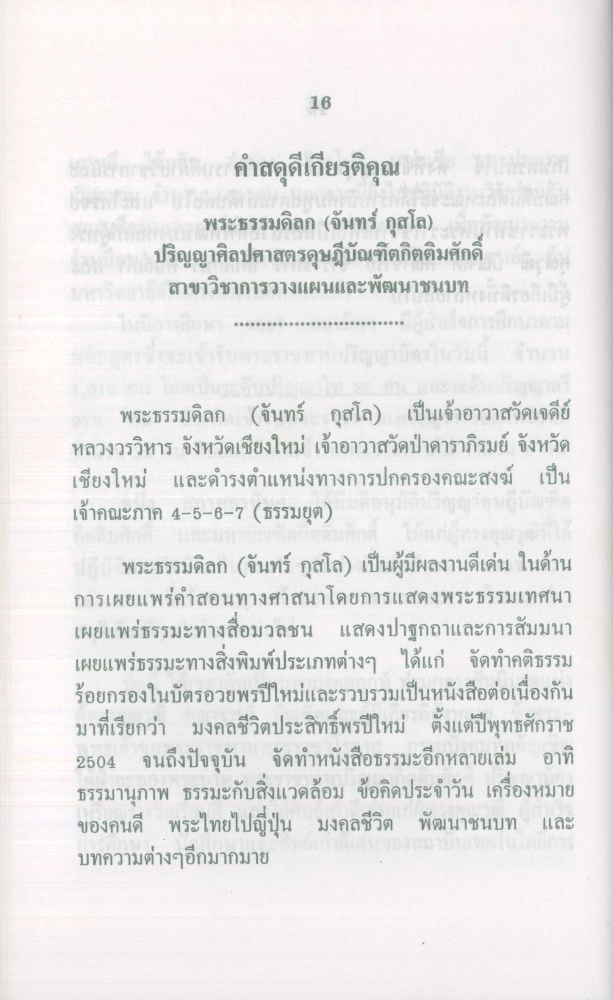 16
คำสดุดีเกียรติคุณ
พระธรรมดิลก (จันทร์ กุสโล)
ปริญญาศิลปศาสตรดุษฎีบัณฑิตกิตติมศักดิ์
สาขาวิชาการวางแผนและพัฒนาชนบท
...............................
พระธรรมดิลก (จันทร์ กุสโล) เป็นเจ้าอาวาสวัดเจดีย์
หลวงวรวิหาร จังหวัดเชียงใหม่ เจ้าอาวาสวัดป่าดาราภิรมย์ จังหวัด
เชียงใหม่ และดำรงตำแหน่งทางการปกครองคณะสงฆ์ เป็น
เจ้าคณะภาค 4-5-6-7 (ธรรมยุต)
พระธรรมดิลก (จันทร์ กุสโล) เป็นผู้มีผลงานดีเด่น ในด้าน
การเผยแพร่คำสอนทางศาสนาโดยการแสดงพระธรรมเทศนา
เผยแพร่ธรรมะทางสื่อมวลชน แสดงปาฐกถาและการสัมมนา
เผยแพร่ธรรมะทางสิ่งพิมพ์ประเภทต่างๆ ได้แก่ จัดทำคติธรรม
ร้อยกรองในบัตรอวยพรปีใหม่และรวบรวมเป็นหนังสือต่อเนื่องกัน
มาที่เรียกว่า มงคลชีวิตประสิทธิ์พรปีใหม่ ตั้งแต่ปีพุทธศักราช
2504 จนถึงปัจจุบัน จัดทำหนังสือธรรมะอีกหลายเล่ม อาทิ
ธรรมานุภาพ ธรรมะกับสิ่งแวดล้อม ข้อคิดประจำวัน เครื่องหมาย
ของคนดี พระไทยไปญี่ปุ่น มงคลชีวิต พัฒนาชนบท และ
บทความต่างๆอีกมากมาย